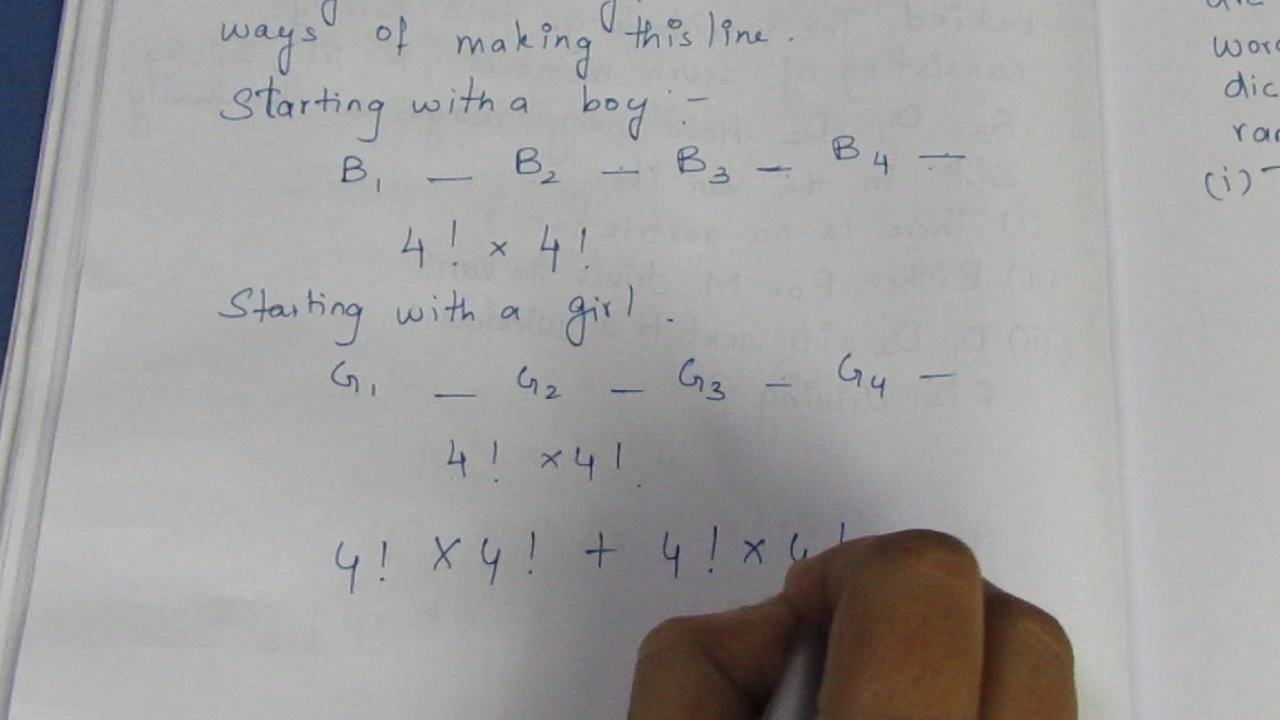 ways of making this line.
Starting with a boy :-
B1 — B2 — B3 — B4 —
4! × 4!
Starting with a girl.
G1 — G2 — G3 — G4 —
4! × 4!
4! × 4! + 4! × 4!
dic
(i)